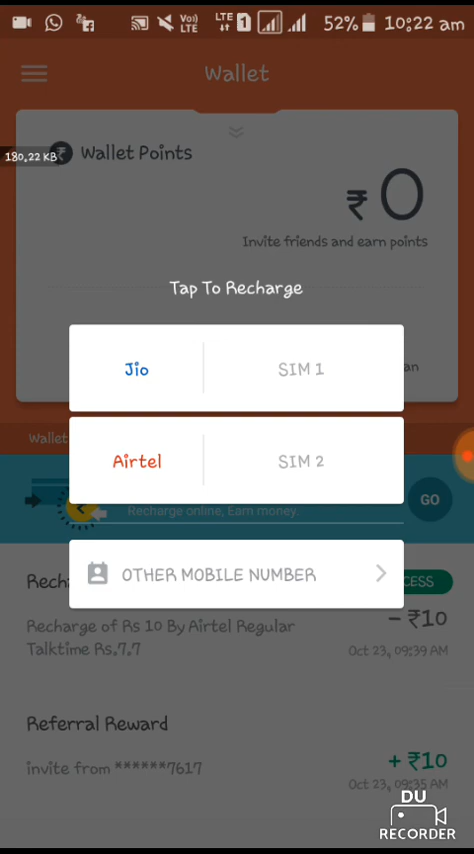 Vo)) LTE LTE 1 52% 10:22 am
Wallet
180.22 KB
₹ Wallet Points
₹ 0
Invite friends and earn points
Tap To Recharge
Jio SIM 1
an
Airtel SIM 2
Wallet
Recharge online, Earn money.
GO
OTHER MOBILE NUMBER
Rech CESS
Recharge of Rs 10 By Airtel Regular
Talktime Rs.7.7
- ₹10
Oct 23, 09:39 AM
Referral Reward
invite from ******7617
+ ₹10
Oct 23, 09:35 AM
DU
RECORDER